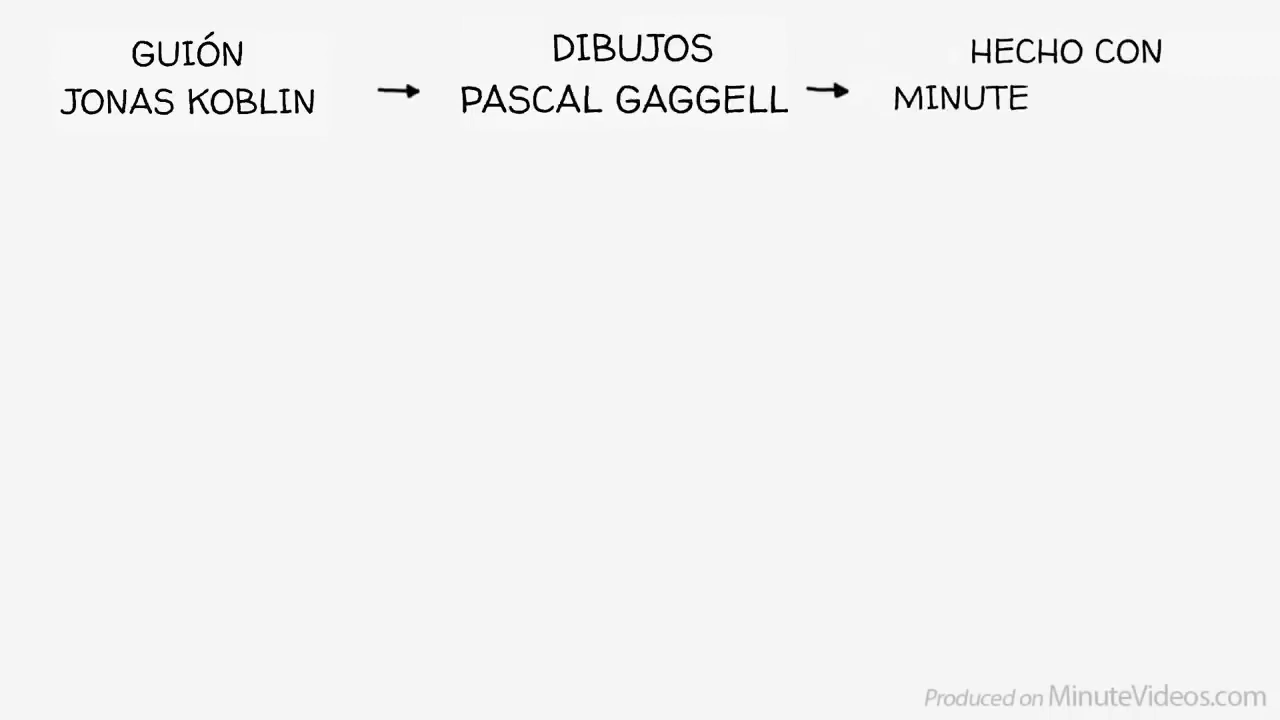 GUIÓN
JONAS KOBLIN
DIBUJOS
PASCAL GAGGELL
HECHO CON
MINUTE
Produced on MinuteVideos.com